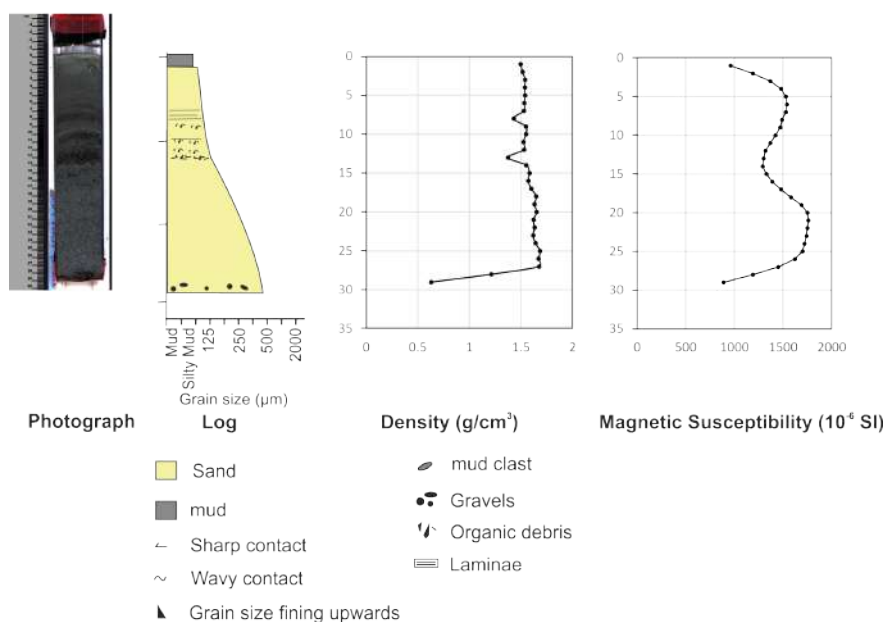 0
5
10
15
20
25
30
35
0 0.5 1 1.5 2
0
5
10
15
20
25
30
35
0 500 1000 1500 2000
Mud
Silty Mud
125
250
500
2000
Grain size (µm)
Photograph
Log
Density (g/cm³)
Magnetic Susceptibility (10⁻⁶ SI)
Sand
mud
Sharp contact
Wavy contact
Grain size fining upwards
mud clast
Gravels
Organic debris
Laminae